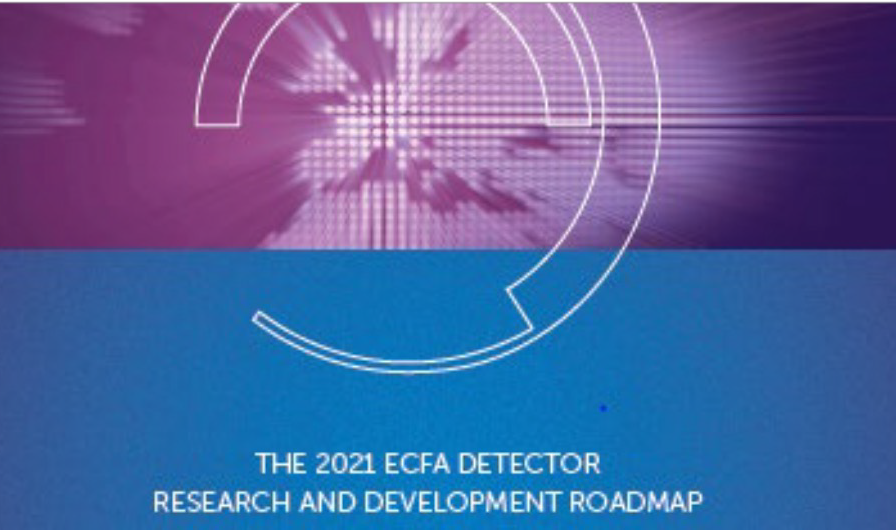 THE 2021 ECFA DETECTOR
RESEARCH AND DEVELOPMENT ROADMAP